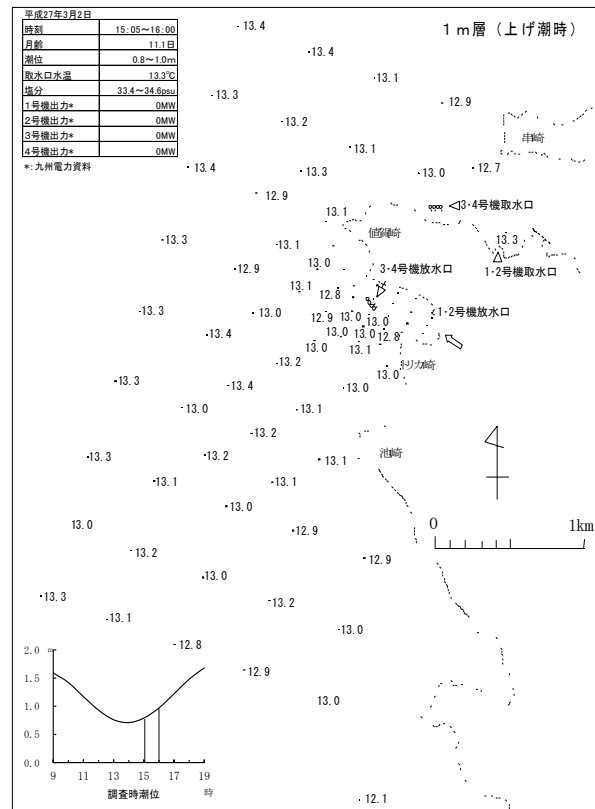 平成27年3月2日
時刻 15:05～16:00
月齢 11.1日
潮位 0.8～1.0m
取水口水温 13.3℃
塩分 33.4～34.6psu
1号機出力* 0MW
2号機出力* 0MW
3号機出力* 0MW
4号機出力* 0MW
*:九州電力資料
1m層(上げ潮時)
13.4
13.4
13.1
13.3
12.9
13.2
串崎
13.1
13.4
13.3
13.0
12.7
12.9
13.1
3・4号機取水口
値賀崎
13.3
13.3
13.1
3・4号機放水口
1・2号機取水口
13.0
12.9
13.1
12.8
13.3
13.0
12.9
13.0
13.0
1・2号機放水口
13.4
13.0
13.0
12.8
13.0
13.1
13.2
トリカ崎
13.0
13.3
13.4
13.0
13.0
13.1
13.2
池崎
13.3
13.2
13.1
13.1
13.1
13.0
0
1km
13.0
12.9
13.2
12.9
13.0
13.3
13.2
13.1
13.0
12.8
2.0 m
12.9
1.5
13.0
1.0
0.5
0.0
9 11 13 15 17 19
調査時潮位 時
12.1